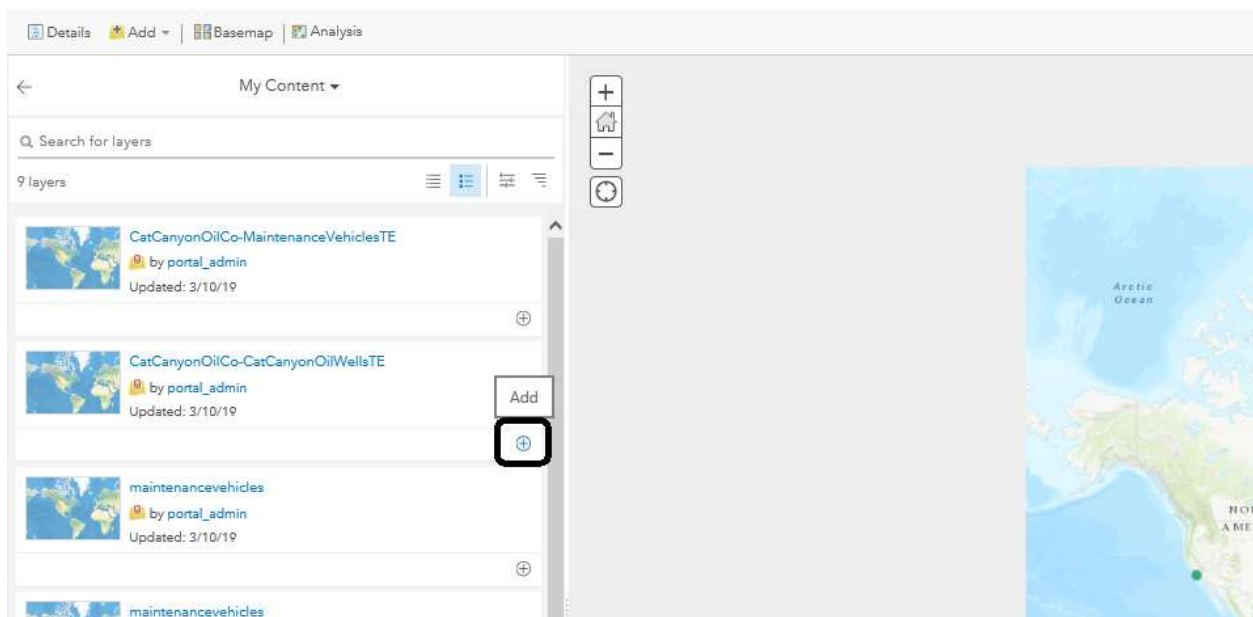 Details Add Basemap Analysis
My Content
Search for layers
9 layers
CatCanyonOilCo-MaintenanceVehiclesTE
by portal_admin
Updated: 3/10/19
CatCanyonOilCo-CatCanyonOilWellsTE
by portal_admin
Updated: 3/10/19
Add
maintenancevehicles
by portal_admin
Updated: 3/10/19
maintenancevehicles
Arctic
Ocean
NO
AME